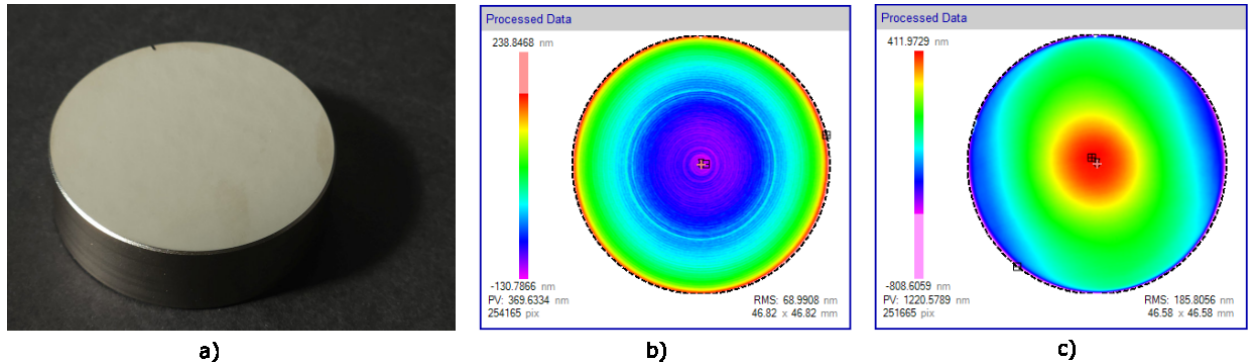 Processed Data
238.8468 nm
-130.7866 nm
PV: 369.6334 nm
254165 pix
RMS: 68.9908 nm
46.82 x 46.82 mm
Processed Data
411.9729 nm
-808.6059 nm
PV: 1220.5789 nm
251665 pix
RMS: 185.8056 nm
46.58 x 46.58 mm
a)
b)
c)